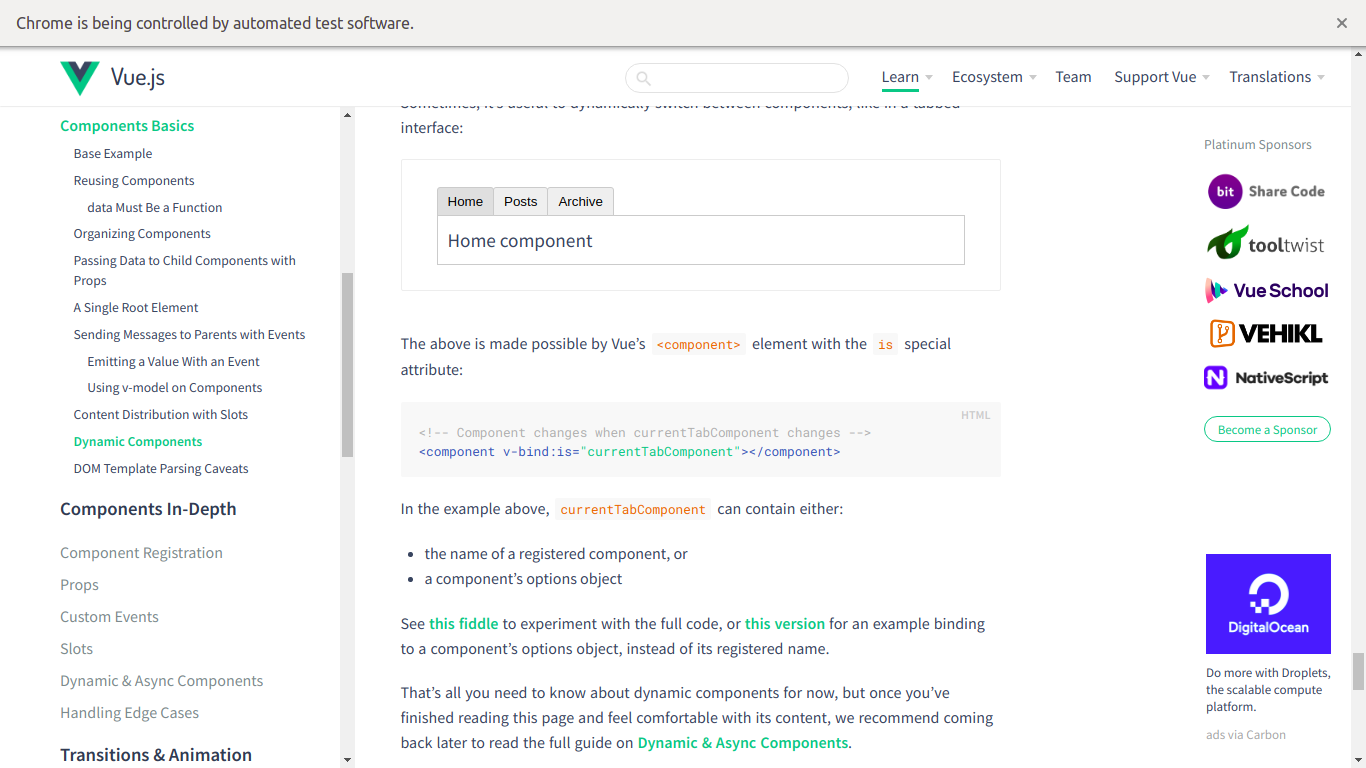 Chrome is being controlled by automated test software.
Vue.js
Learn
Ecosystem
Team
Support Vue
Translations
Components Basics
Base Example
Reusing Components
data Must Be a Function
Organizing Components
Passing Data to Child Components with
Props
A Single Root Element
Sending Messages to Parents with Events
Emitting a Value With an Event
Using v-model on Components
Content Distribution with Slots
Dynamic Components
DOM Template Parsing Caveats
Components In-Depth
Component Registration
Props
Custom Events
Slots
Dynamic & Async Components
Handling Edge Cases
Transitions & Animation
Sometimes, it's useful to dynamically switch between components, like in a tabbed
interface:
Home
Posts
Archive
Home component
The above is made possible by Vue’s <component> element with the is special
attribute:
HTML
<!-- Component changes when currentTabComponent changes -->
<component v-bind:is="currentTabComponent"></component>
In the example above, currentTabComponent can contain either:
• the name of a registered component, or
• a component’s options object
See this fiddle to experiment with the full code, or this version for an example binding
to a component’s options object, instead of its registered name.
That’s all you need to know about dynamic components for now, but once you’ve
finished reading this page and feel comfortable with its content, we recommend coming
back later to read the full guide on Dynamic & Async Components.
Platinum Sponsors
bit Share Code
tooltwist
Vue School
VEHIKL
N NativeScript
Become a Sponsor
DigitalOcean
Do more with Droplets,
the scalable compute
platform.
ads via Carbon